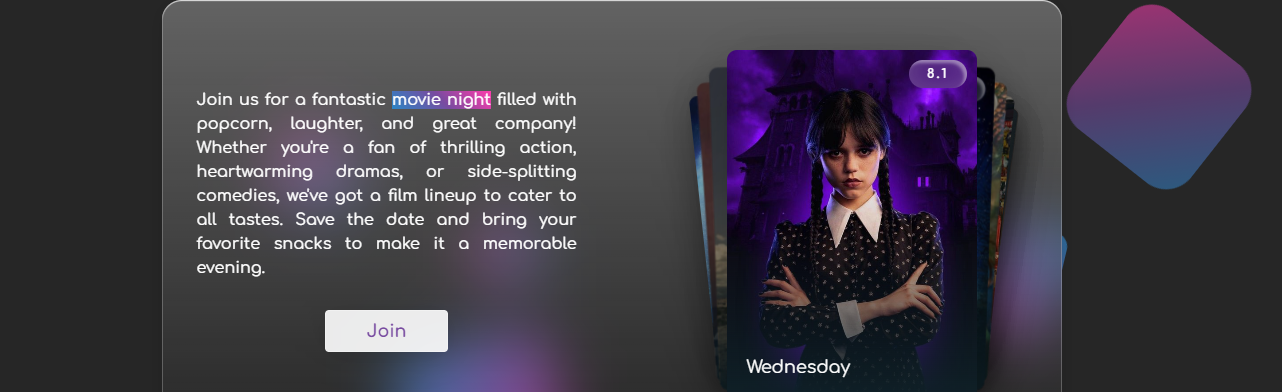 Join us for a fantastic movie night filled with
popcorn, laughter, and great company!
Whether you're a fan of thrilling action,
heartwarming dramas, or side-splitting
comedies, we've got a film lineup to cater to
all tastes. Save the date and bring your
favorite snacks to make it a memorable
evening.
Join
8.1
Wednesday